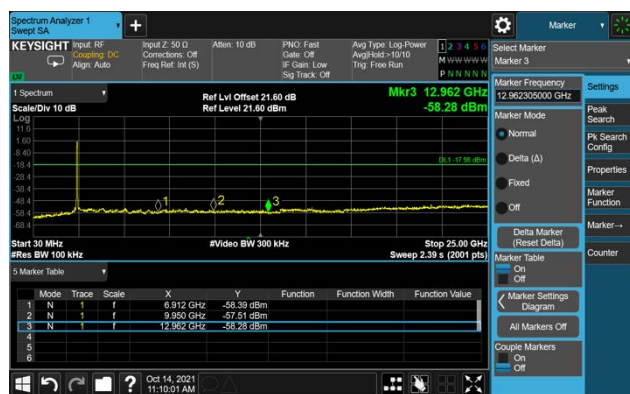 Spectrum Analyzer 1
Swept SA
Marker
KEYSIGHT
Input: RF
Coupling: DC
Align: Auto
Input Z: 50 Ω
Corrections: Off
Freq Ref: Int (S)
Atten: 10 dB
PNO: Fast
Gate: Off
IF Gain: Low
Sig Track: Off
Avg Type: Log-Power
Avg|Hold:>10/10
Trig: Free Run
1 2 3 4 5 6
M W W W W W
P N N N N N
LXI
1 Spectrum
Scale/Div 10 dB
Ref Lvl Offset 21.60 dB
Ref Level 21.60 dBm
Mkr3 12.962 GHz
-58.28 dBm
Log
11.6
1.60
-8.40
-18.4
-28.4
-38.4
-48.4
-58.4
-68.4
DL1 -17.98 dBm
1
2
3
Start 30 MHz
#Res BW 100 kHz
#Video BW 300 kHz
Stop 25.00 GHz
Sweep 2.39 s (2001 pts)
5 Marker Table
Mode Trace Scale X Y Function Function Width Function Value
1 N 1 f 6.912 GHz -58.39 dBm
2 N 1 f 9.950 GHz -57.51 dBm
3 N 1 f 12.962 GHz -58.28 dBm
4
5
6
Oct 14, 2021
11:10:01 AM
Select Marker
Marker 3
Marker Frequency
12.962305000 GHz
Marker Mode
Normal
Delta (Δ)
Fixed
Off
Delta Marker
(Reset Delta)
Marker Table
On
Off
Marker Settings
Diagram
All Markers Off
Couple Markers
On
Off
Settings
Peak
Search
Pk Search
Config
Properties
Marker
Function
Marker→
Counter